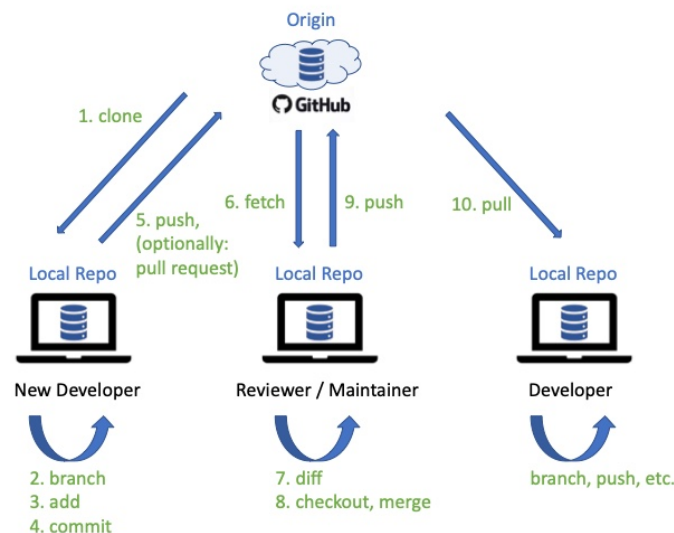 Origin
GitHub
1. clone
5. push,
(optionally:
pull request)
6. fetch
9. push
10. pull
Local Repo
Local Repo
Local Repo
New Developer
Reviewer / Maintainer
Developer
2. branch
3. add
4. commit
7. diff
8. checkout, merge
branch, push, etc.